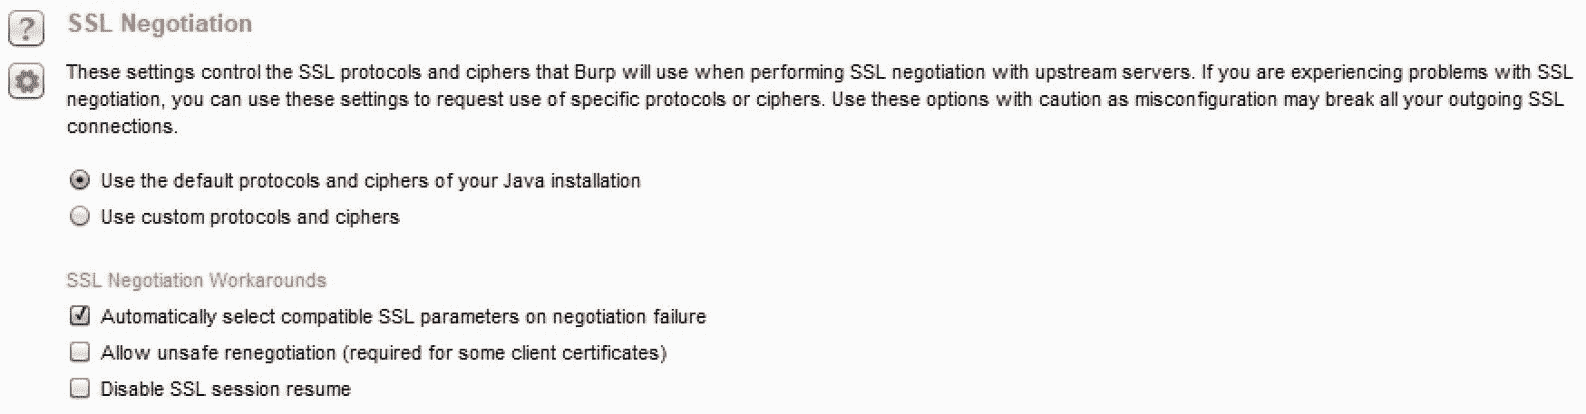 SSL Negotiation
These settings control the SSL protocols and ciphers that Burp will use when performing SSL negotiation with upstream servers. If you are experiencing problems with SSL
negotiation, you can use these settings to request use of specific protocols or ciphers. Use these options with caution as misconfiguration may break all your outgoing SSL
connections.
Use the default protocols and ciphers of your Java installation
Use custom protocols and ciphers
SSL Negotiation Workarounds
Automatically select compatible SSL parameters on negotiation failure
Allow unsafe renegotiation (required for some client certificates)
Disable SSL session resume